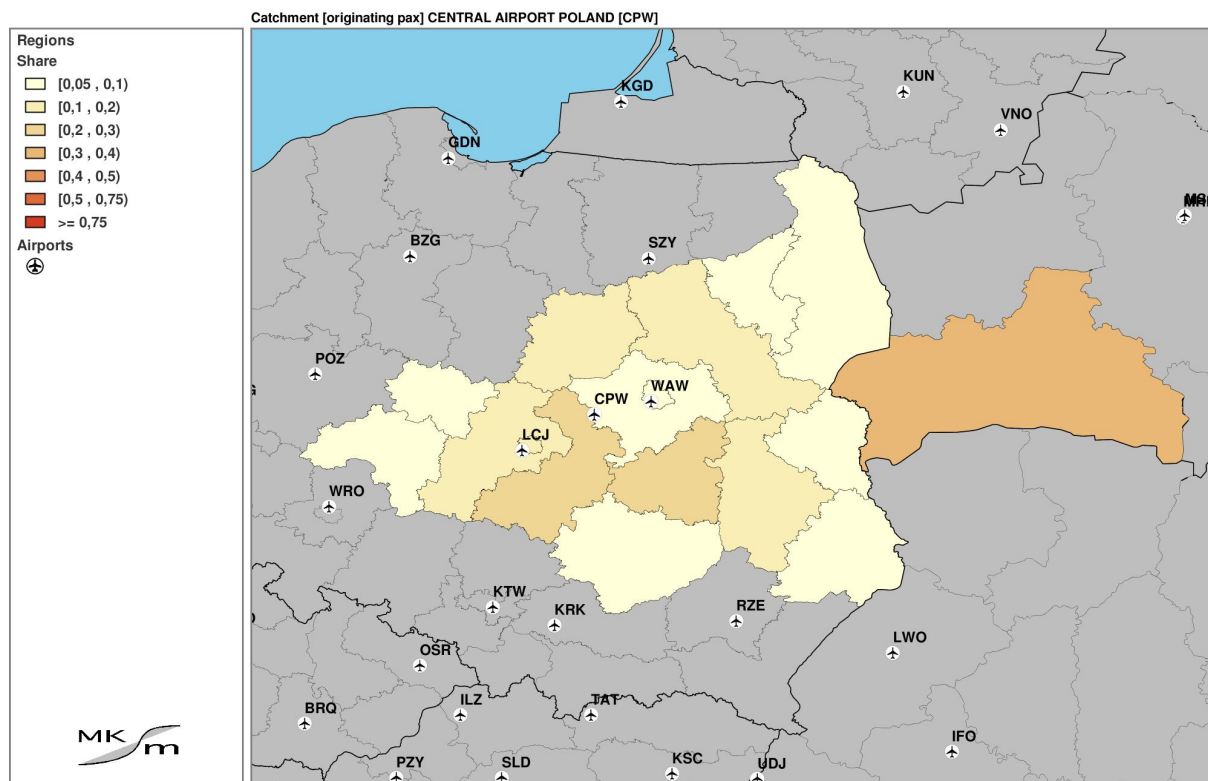 Catchment [originating pax] CENTRAL AIRPORT POLAND [CPW]
Regions
Share
[0,05 , 0,1)
[0,1 , 0,2)
[0,2 , 0,3)
[0,3 , 0,4)
[0,4 , 0,5)
[0,5 , 0,75)
>= 0,75
Airports
KGD
KUN
VNO
GDN
BZG
SZY
POZ
CPW
WAW
LCJ
WRO
KTW
KRK
RZE
LWO
OSR
BRQ
ILZ
TAT
IFO
PZY
SLD
KSC
UDJ
MK
m